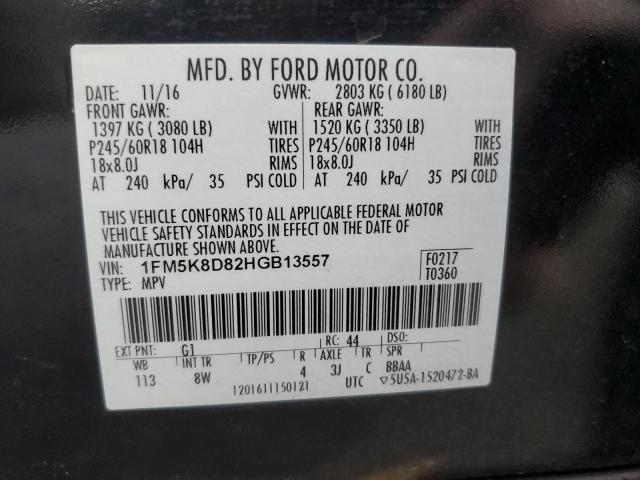 MFD. BY FORD MOTOR CO.
DATE: 11/16 GVWR: 2803 KG ( 6180 LB)
FRONT GAWR: REAR GAWR:
1397 KG ( 3080 LB) WITH 1520 KG ( 3350 LB) WITH
P245/60R18 104H TIRES P245/60R18 104H TIRES
18x8.0J RIMS 18x8.0J RIMS
AT 240 kPa/ 35 PSI COLD AT 240 kPa/ 35 PSI COLD
THIS VEHICLE CONFORMS TO ALL APPLICABLE FEDERAL MOTOR
VEHICLE SAFETY STANDARDS IN EFFECT ON THE DATE OF
MANUFACTURE SHOWN ABOVE.
VIN: 1FM5K8D82HGB13557 F0217
TYPE: MPV T0360
EXT PNT: G1 RC: 44 DSO:
WB INT TR TP/PS R AXLE TR SPR
113 8W 4 3J C BBAA
1201611150121 UTC ▽5U5A-1520472-BA